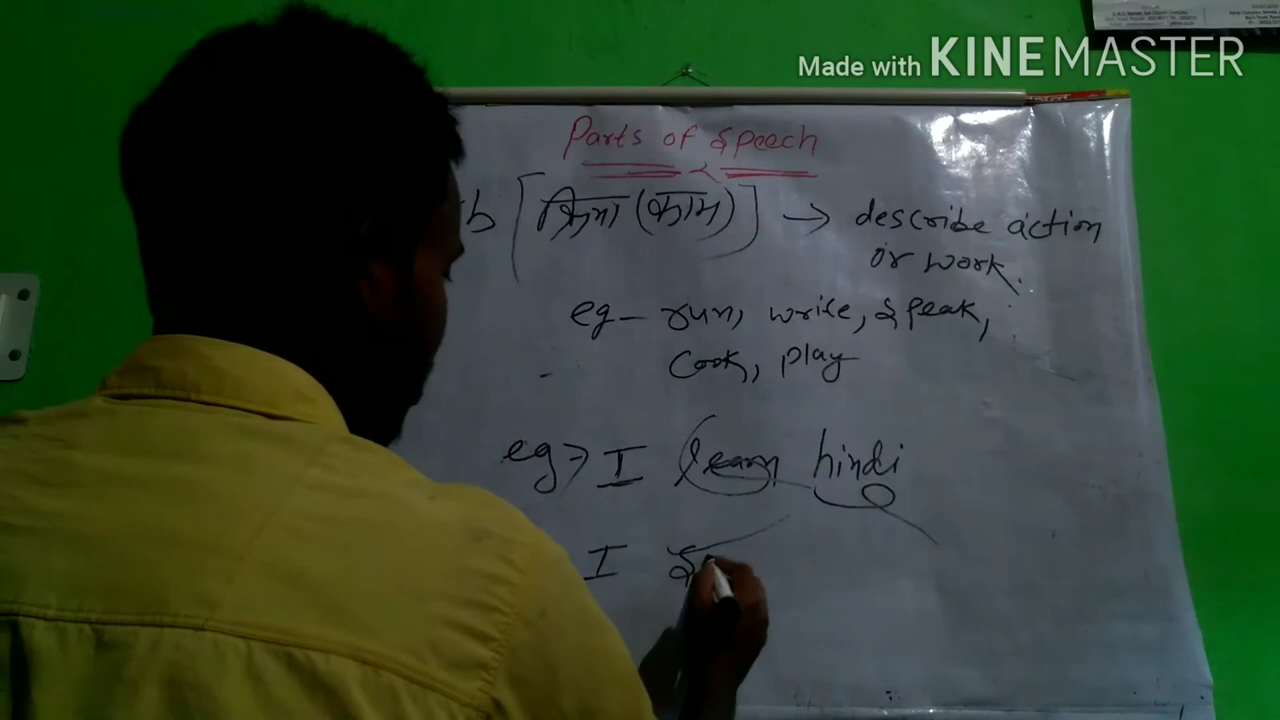 Made with KINEMASTER
Parts of Speech
b [क्रिया (काम)] → describe action
or work.
eg - run, write, speak,
Cook, play
eg → I learn hindi
I